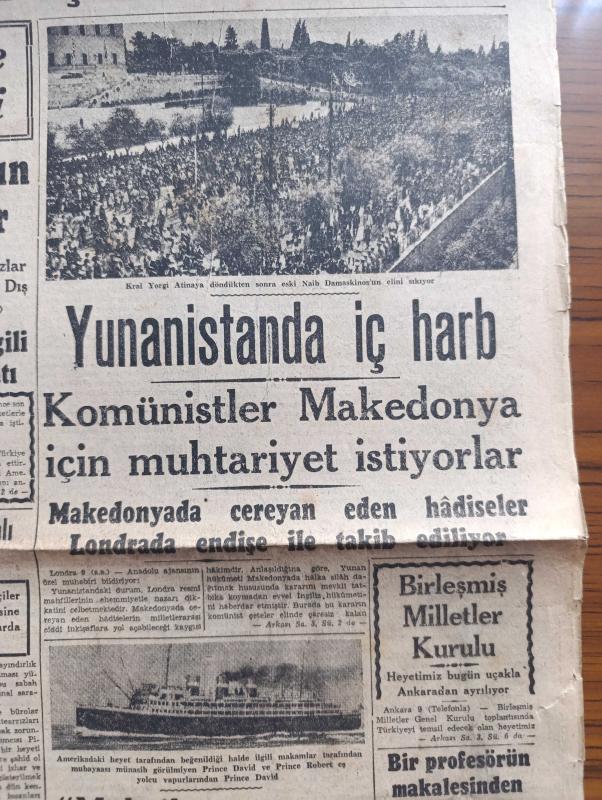 Kral Yorgi Atinaya döndükten sonra eski Naib Damaskinos'un elini sıkıyor
Yunanistanda iç harb
Komünistler Makedonya
için muhtariyet istiyorlar
Makedonyada cereyan eden hâdiseler
Londrada endişe ile takib ediliyor
Londra 9 (a.a.) — Anadolu ajansının
özel muhabiri bildiriyor:
Yunanistandaki durum, Londra resmî
mahfillerinin ehemmiyetle nazarı dik-
katini celbetmektedir. Makedonyada ce-
reyan eden hâdiselerin milletlerarası
ciddî inkişaflara yol açabileceği kaygısı
hâkimdir. Anlaşıldığına göre, Yunan
hükûmeti Makedonyada halka silâh da-
ğıtmak hususunda kararını mevkii tatbi-
ka koymadan evvel İngiliz hükûmeti-
ni haberdar etmiştir. Burada bu kararın
komünist çeteler elinde çaresiz kalan
— Arkası Sa. 3, Sü. 2 de —
Amerikadaki heyet tarafından beğenildiği halde ilgili makamlar tarafından
mubayaası münasib görülmiyen Prince David ve Prince Robert eş
yolcu vapurlarından Prince David
Birleşmiş
Milletler
Kurulu
Heyetimiz bugün uçakla
Ankaradan ayrılıyor
Ankara 9 (Telefonla) — Birleşmiş
Milletler Genel Kurulu toplantısında
Türkiyeyi temsil edecek olan heyetimiz
— Arkası Sa. 3, Sü. 6 da —
Bir profesörün
makalesinden